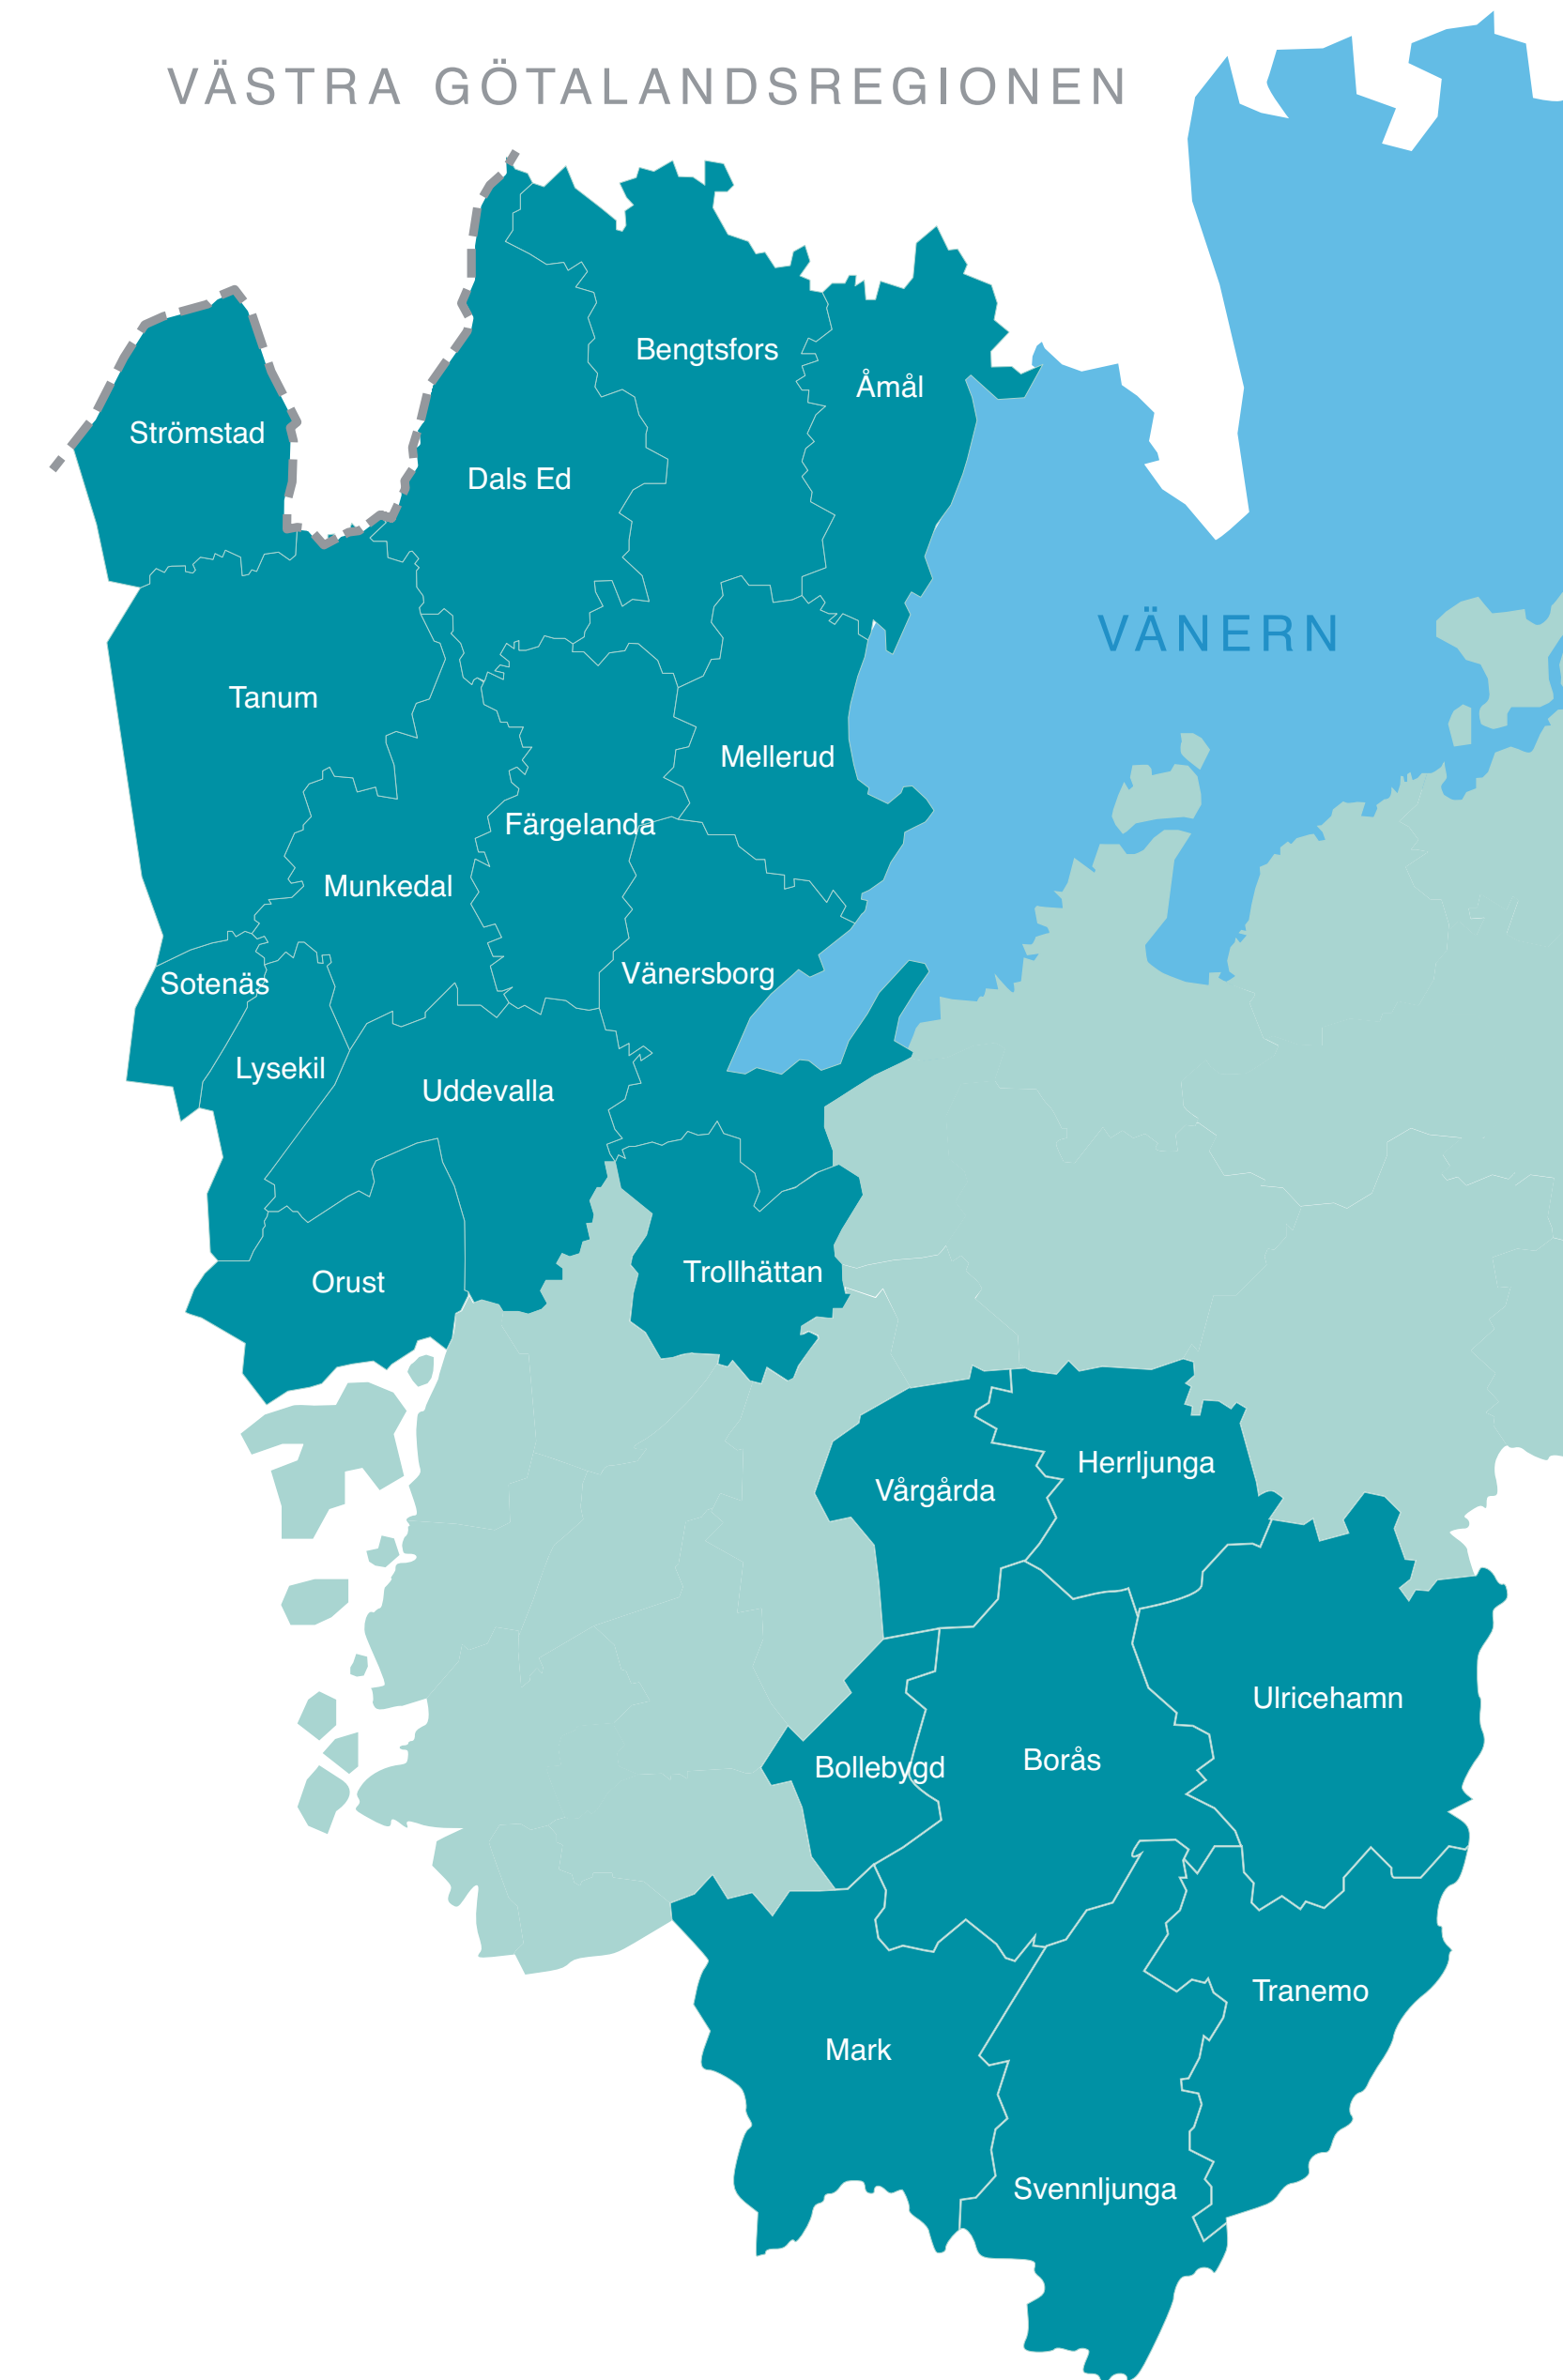 VÄSTRA GÖTALANDSREGIONEN
Bengtsfors
Åmål
Strömstad
Dals Ed
VÄNERN
Tanum
Mellerud
Färgelanda
Munkedal
Vänersborg
Sotenäs
Lysekil
Uddevalla
Trollhättan
Orust
Herrljunga
Vårgårda
Ulricehamn
Borås
Bollebygd
Tranemo
Mark
Svennljunga